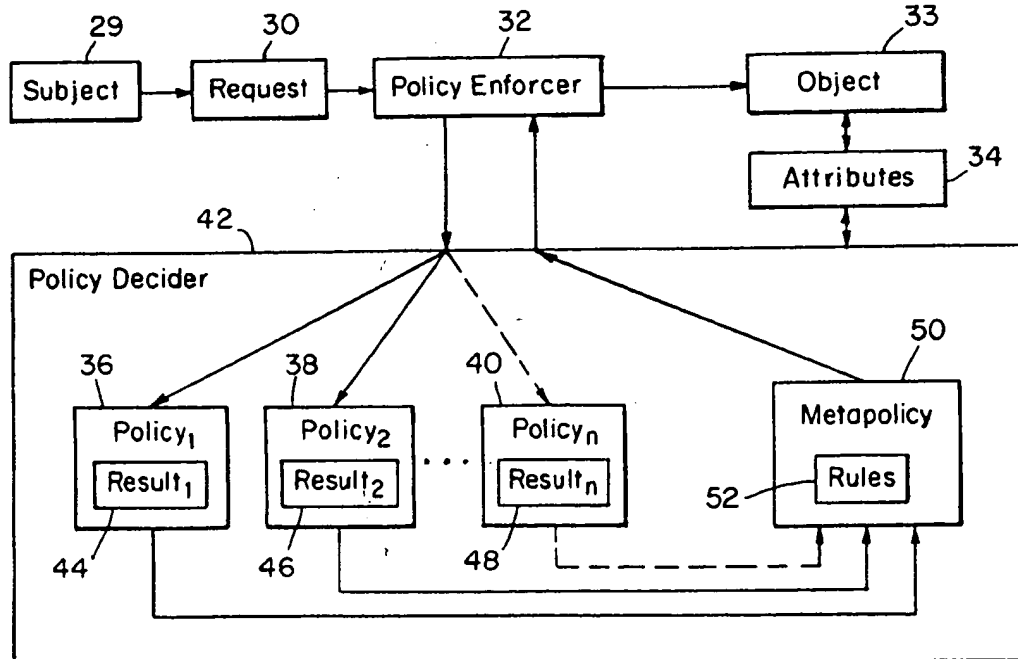 29
30
32
33
Subject
Request
Policy Enforcer
Object
Attributes
34
42
Policy Decider
36
38
40
50
Policy₁
Policy₂
Policyₙ
Metapolicy
Result₁
Result₂
...
Resultₙ
52
Rules
44
46
48